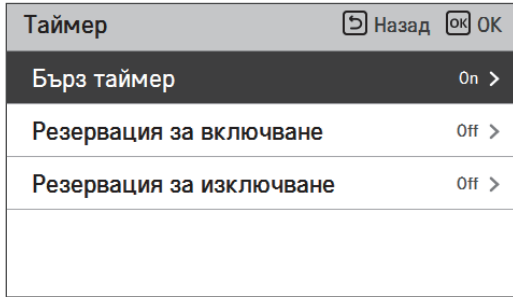 Таймер Назад OK OK
Бърз таймер On >
Резервация за включване Off >
Резервация за изключване Off >